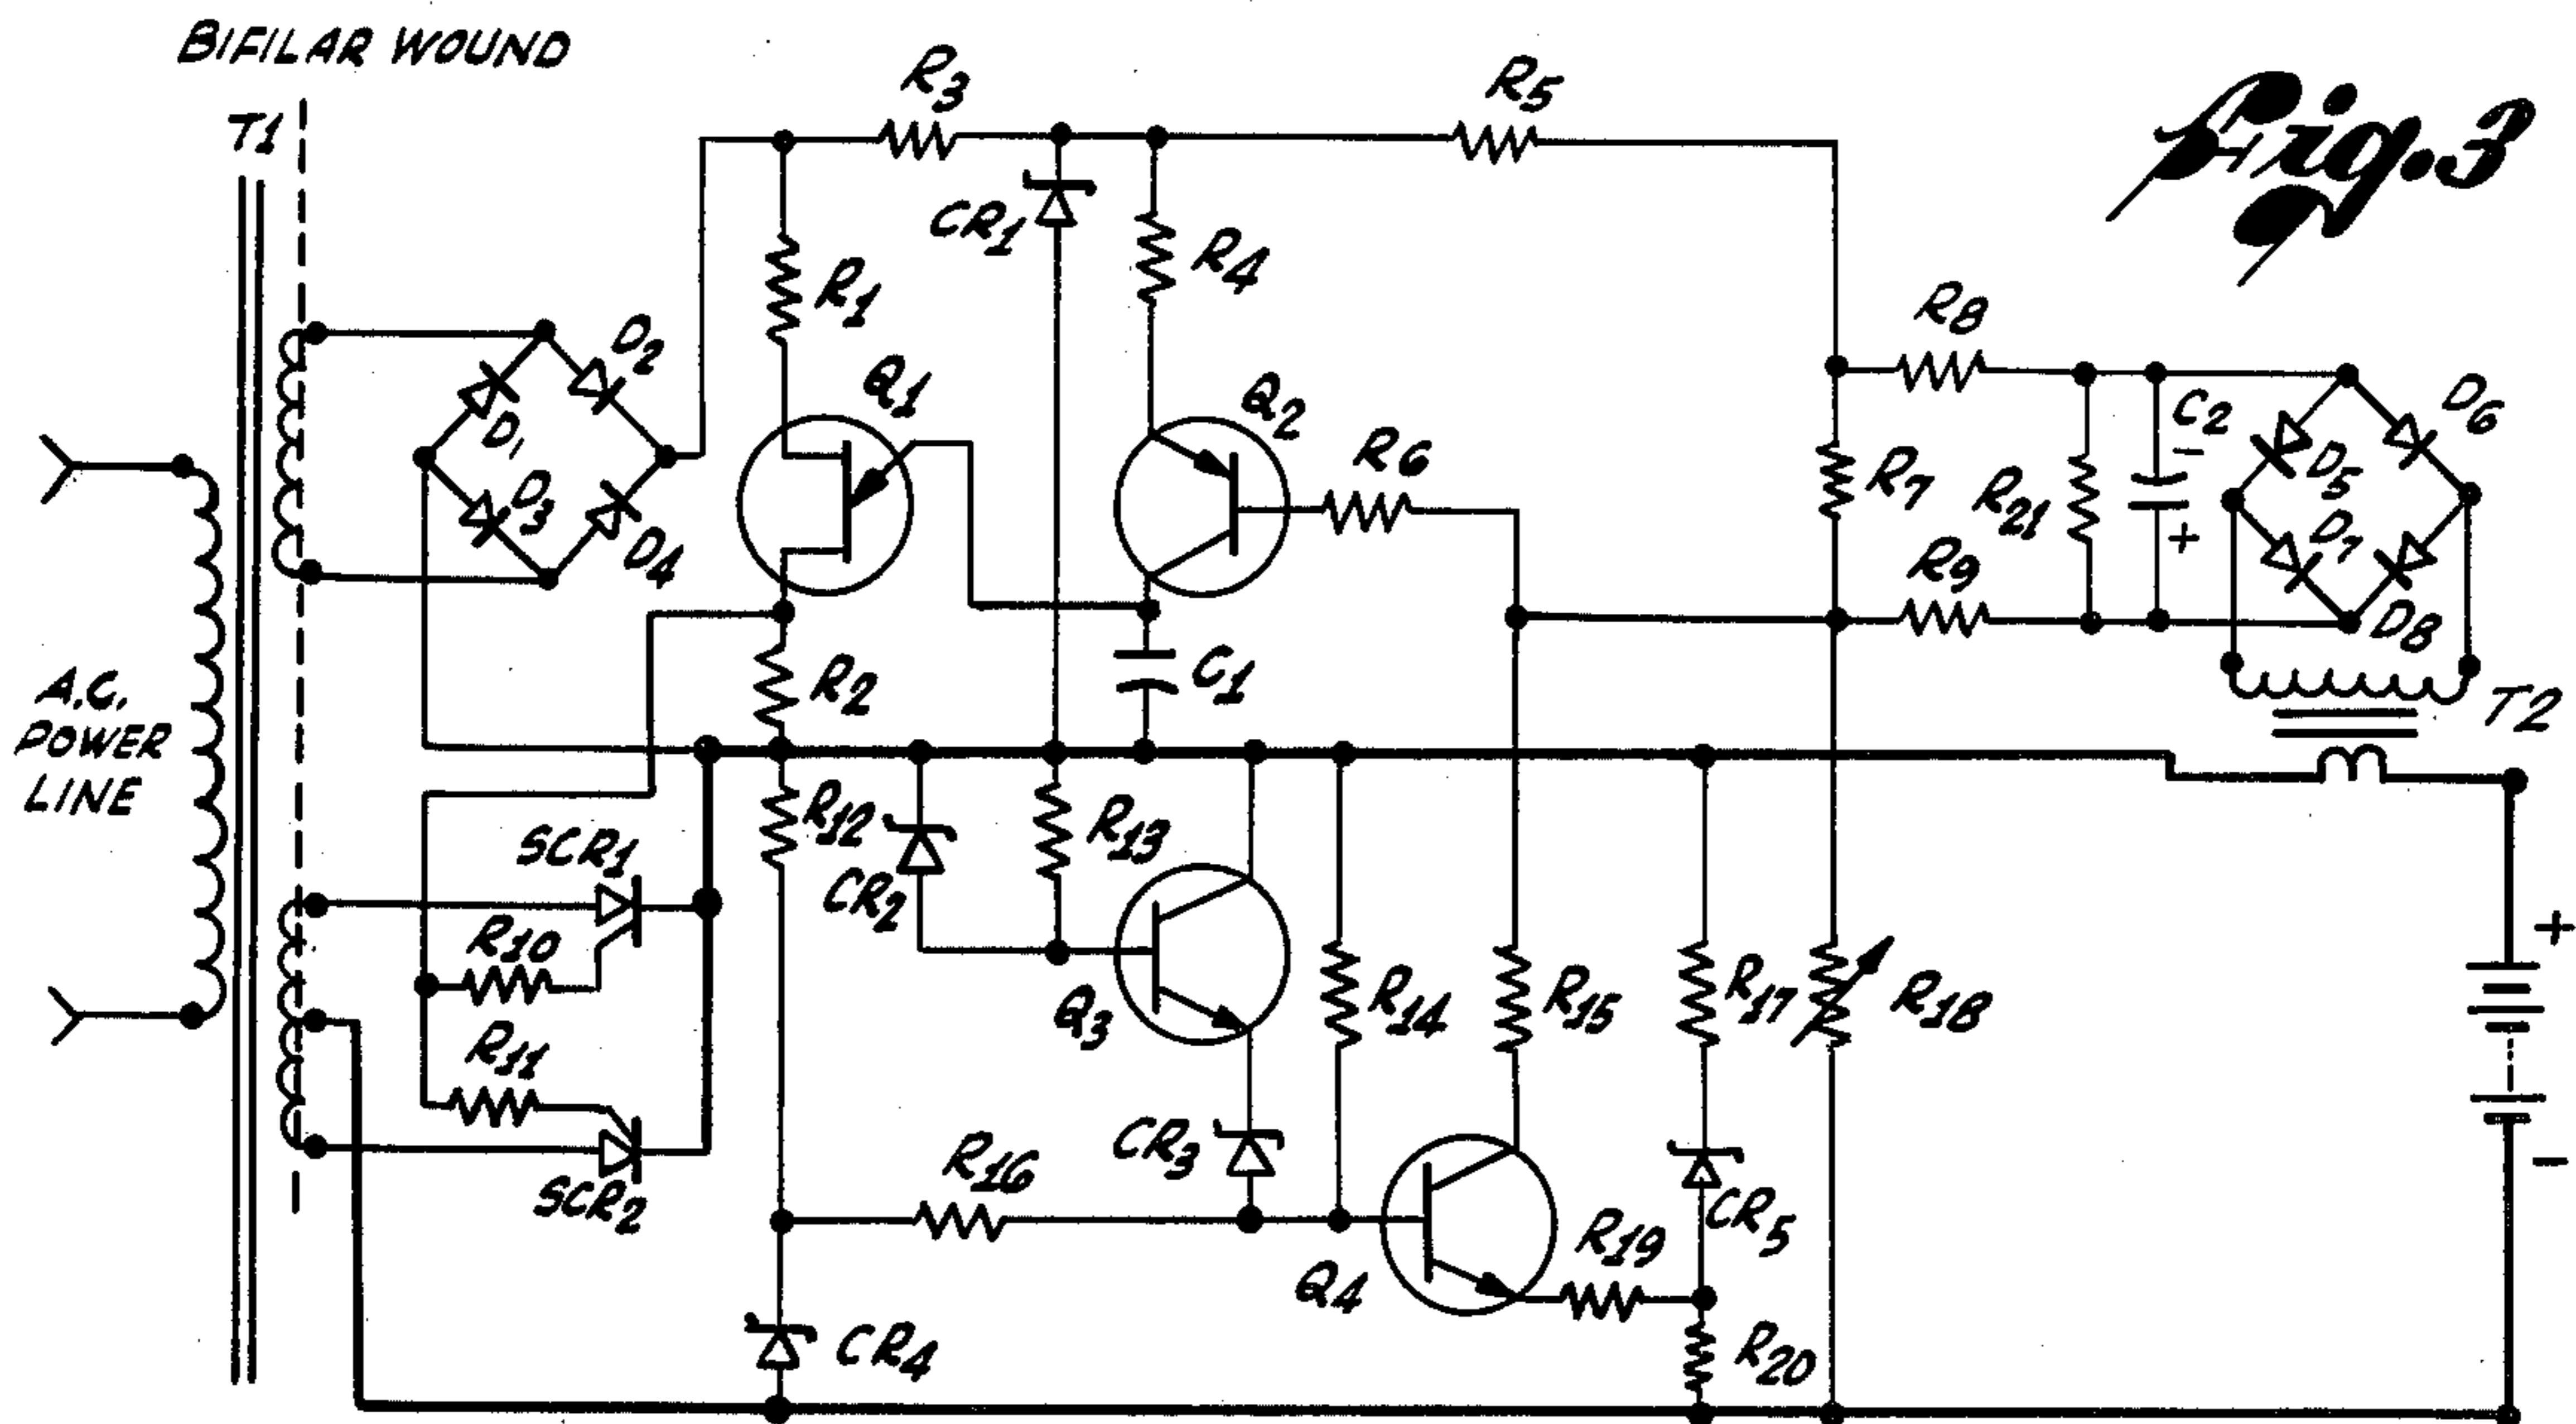 BIFILAR WOUND
T1
R3
R5
Fig. 3
CR1
R4
R1
R8
D2
Q1
Q2
C2
D6
D1
R6
R7
R21
−
D5
D3
D4
+
D7
R9
D8
R2
C1
T2
A.C.
POWER
LINE
R12
R13
SCR1
CR2
+
R10
Q3
R14
R15
R17
R18
R11
CR3
−
R16
SCR2
CR5
R19
Q4
CR4
R20